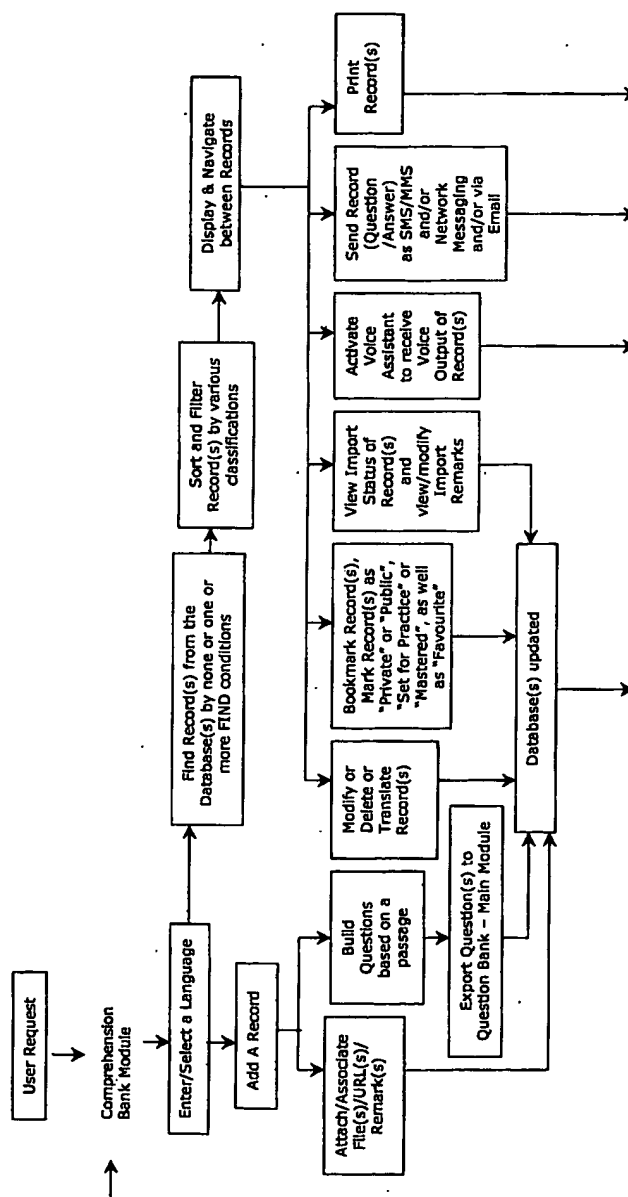 User Request
Comprehension
Bank Module
Enter/Select a Language
Find Record(s) from the
Database(s) by none or one or
more FIND conditions
Sort and Filter
Record(s) by various
classifications
Display & Navigate
between Records
Add A Record
Attach/Associate
File(s)/URL(s)/
Remark(s)
Build
Questions
based on a
passage
Export Question(s) to
Question Bank – Main Module
Modify or
Delete or
Translate
Record(s)
Bookmark Record(s),
Mark Record(s) as
"Private" or "Public",
"Set for Practice" or
"Mastered", as well
as "Favourite"
View Import
Status of
Record(s)
and
view/modify
Import
Remarks
Activate
Voice
Assistant
to receive
Voice
Output of
Record(s)
Send Record
(Question
/Answer)
as SMS/MMS
and/or
Network
Messaging
and/or via
Email
Print
Record(s)
Database(s) updated